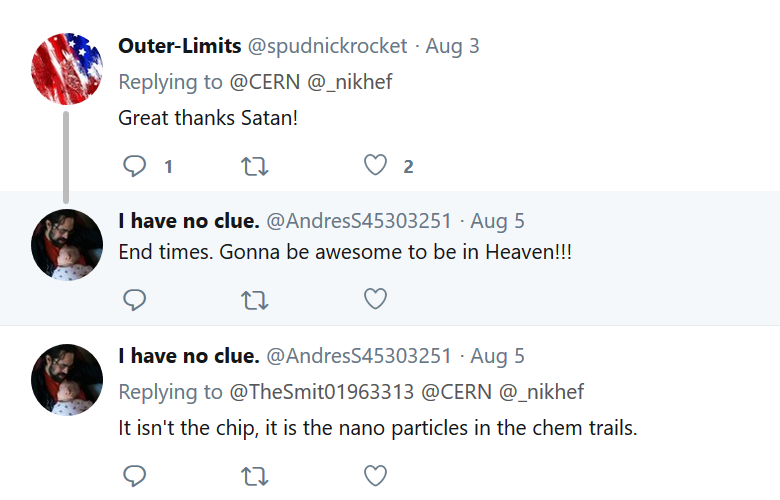 Outer-Limits @spudnickrocket · Aug 3
Replying to @CERN @_nikhef
Great thanks Satan!
1 2
I have no clue. @AndresS45303251 · Aug 5
End times. Gonna be awesome to be in Heaven!!!
I have no clue. @AndresS45303251 · Aug 5
Replying to @TheSmit01963313 @CERN @_nikhef
It isn't the chip, it is the nano particles in the chem trails.